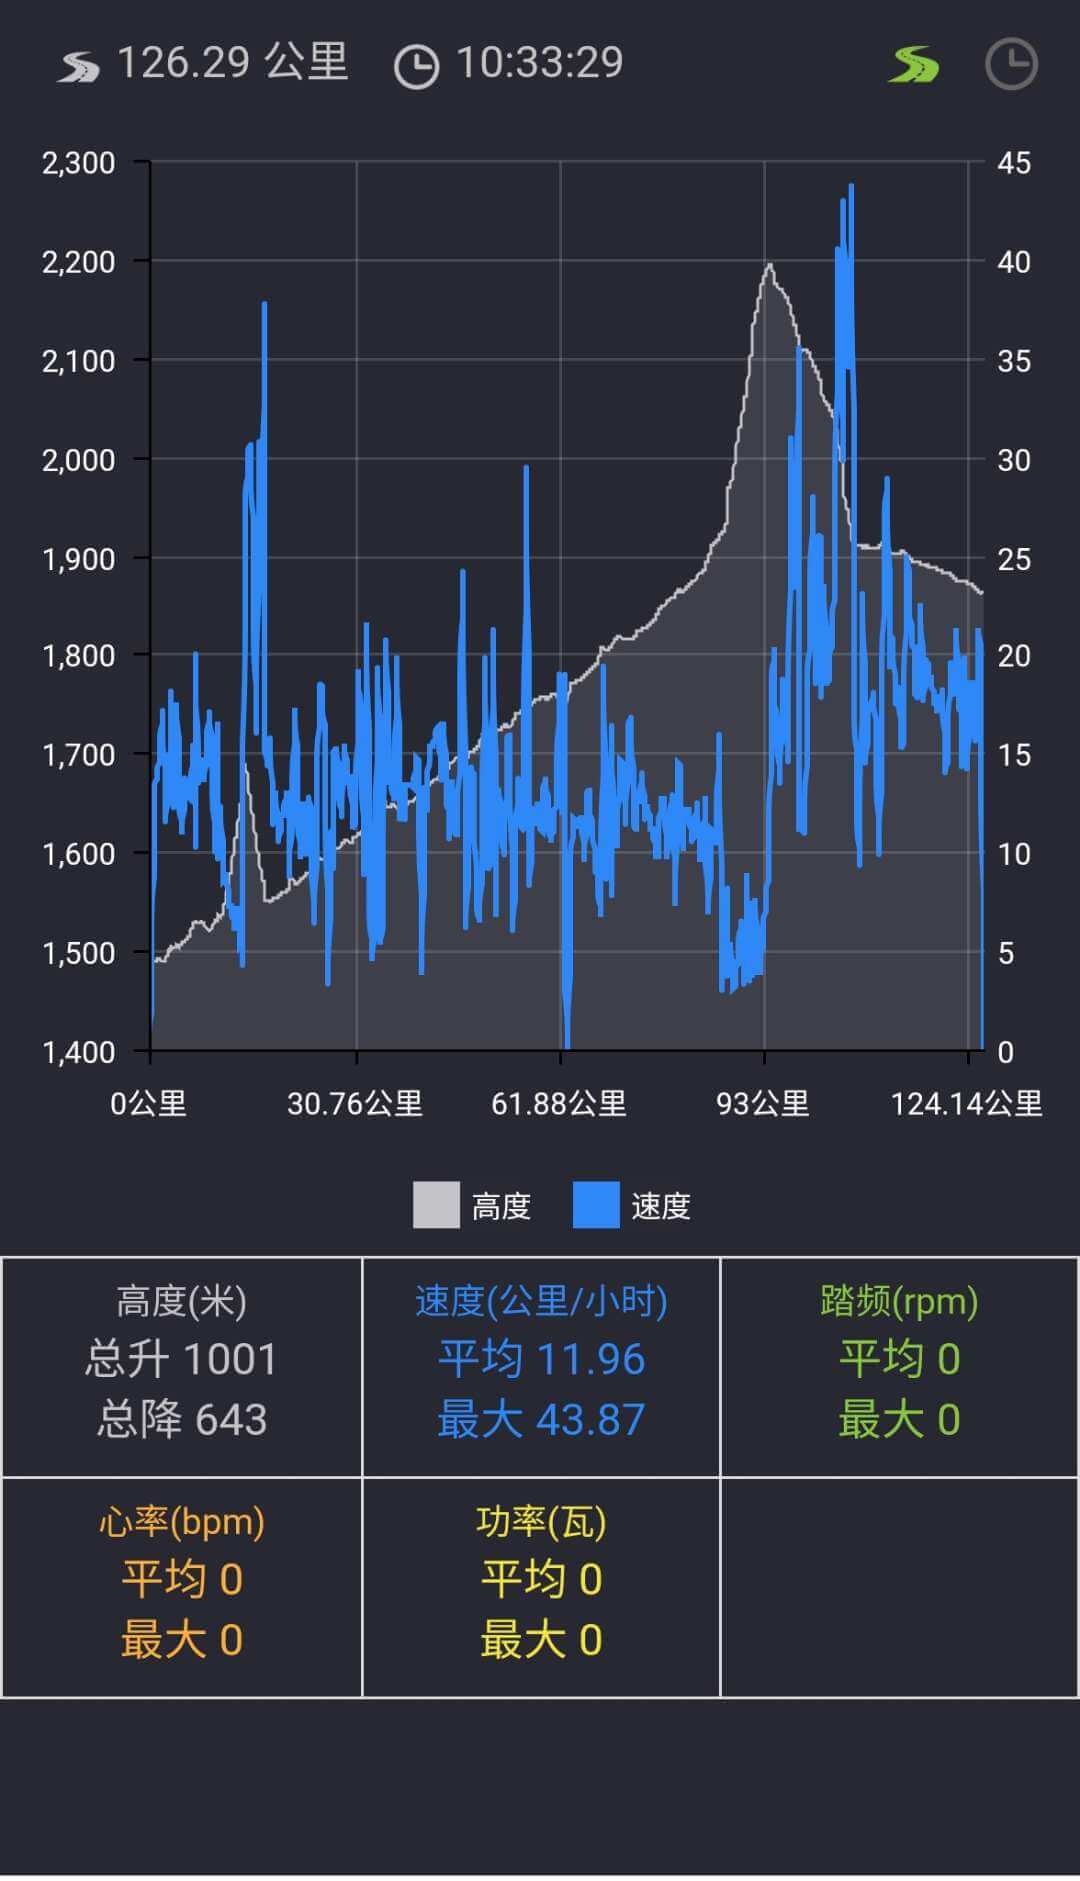 126.29 公里 10:33:29
2,300 45
2,200 40
2,100 35
2,000 30
1,900 25
1,800 20
1,700 15
1,600 10
1,500 5
1,400 0
0公里 30.76公里 61.88公里 93公里 124.14公里
高度 速度
高度(米) 速度(公里/小时) 踏频(rpm)
总升 1001 平均 11.96 平均 0
总降 643 最大 43.87 最大 0
心率(bpm) 功率(瓦)
平均 0 平均 0
最大 0 最大 0